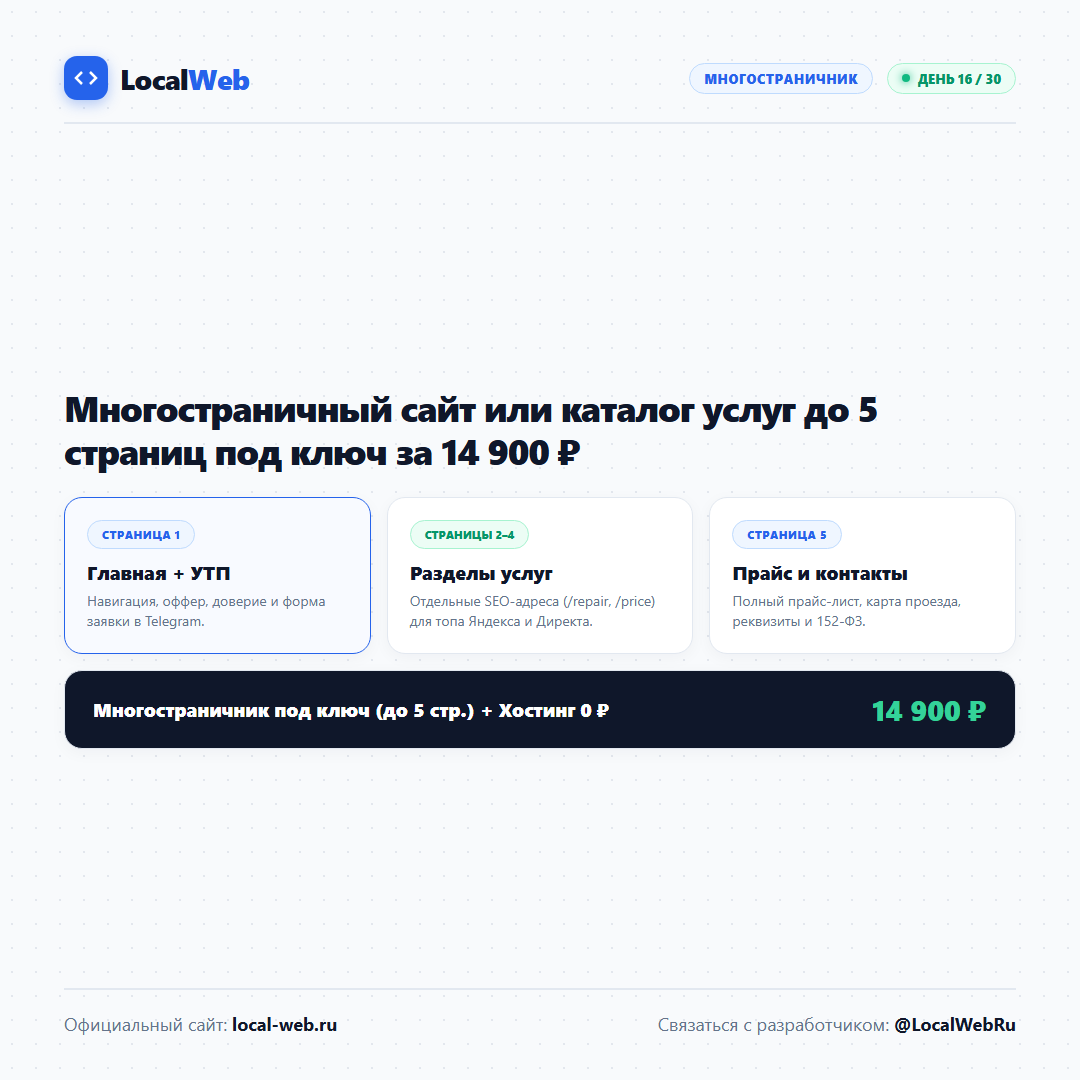 LocalWeb
МНОГОСТРАНИЧНИК
ДЕНЬ 16 / 30
Многостраничный сайт или каталог услуг до 5
страниц под ключ за 14 900 ₽
СТРАНИЦА 1
Главная + УТП
Навигация, оффер, доверие и форма
заявки в Telegram.
СТРАНИЦЫ 2–4
Разделы услуг
Отдельные SEO-адреса (/repair, /price)
для топа Яндекса и Директа.
СТРАНИЦА 5
Прайс и контакты
Полный прайс-лист, карта проезда,
реквизиты и 152-ФЗ.
Многостраничник под ключ (до 5 стр.) + Хостинг 0 ₽
14 900 ₽
Официальный сайт: local-web.ru
Связаться с разработчиком: @LocalWebRu